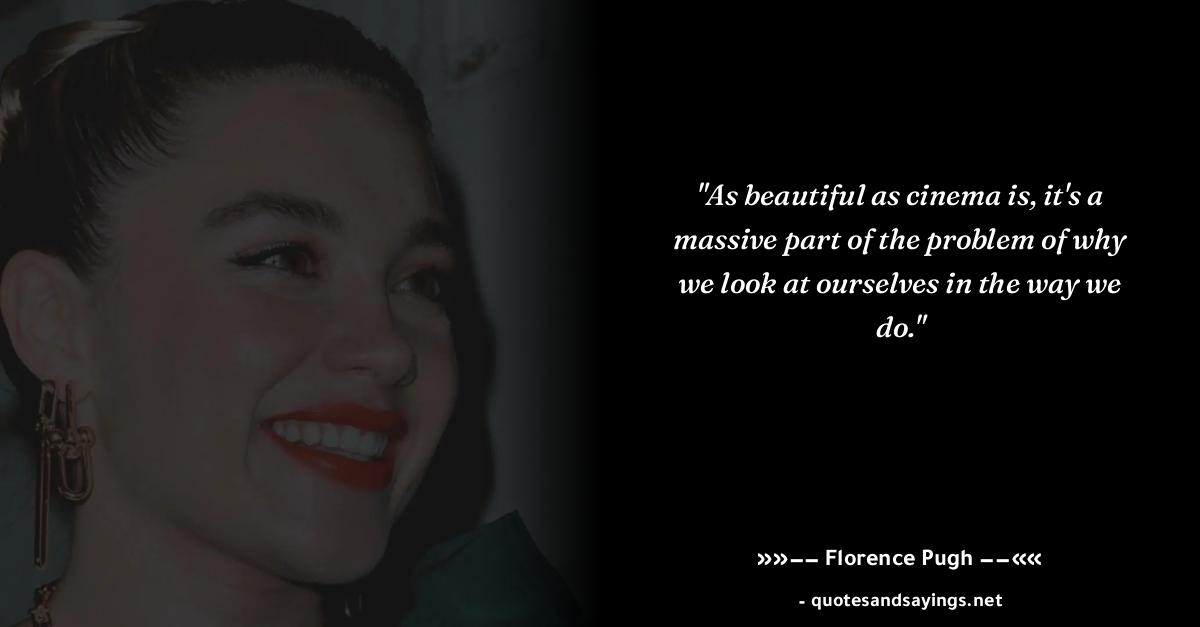 "As beautiful as cinema is, it's a
massive part of the problem of why
we look at ourselves in the way we
do."
»»−− Florence Pugh −−««
- quotesandsayings.net